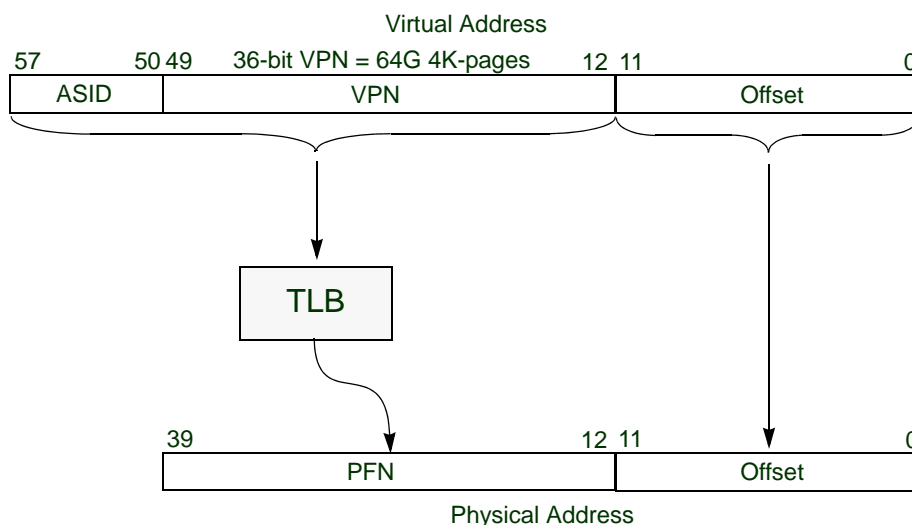 Virtual Address
57 50 49 36-bit VPN = 64G 4K-pages 12 11 0
ASID VPN Offset
TLB
39 12 11 0
PFN Offset
Physical Address